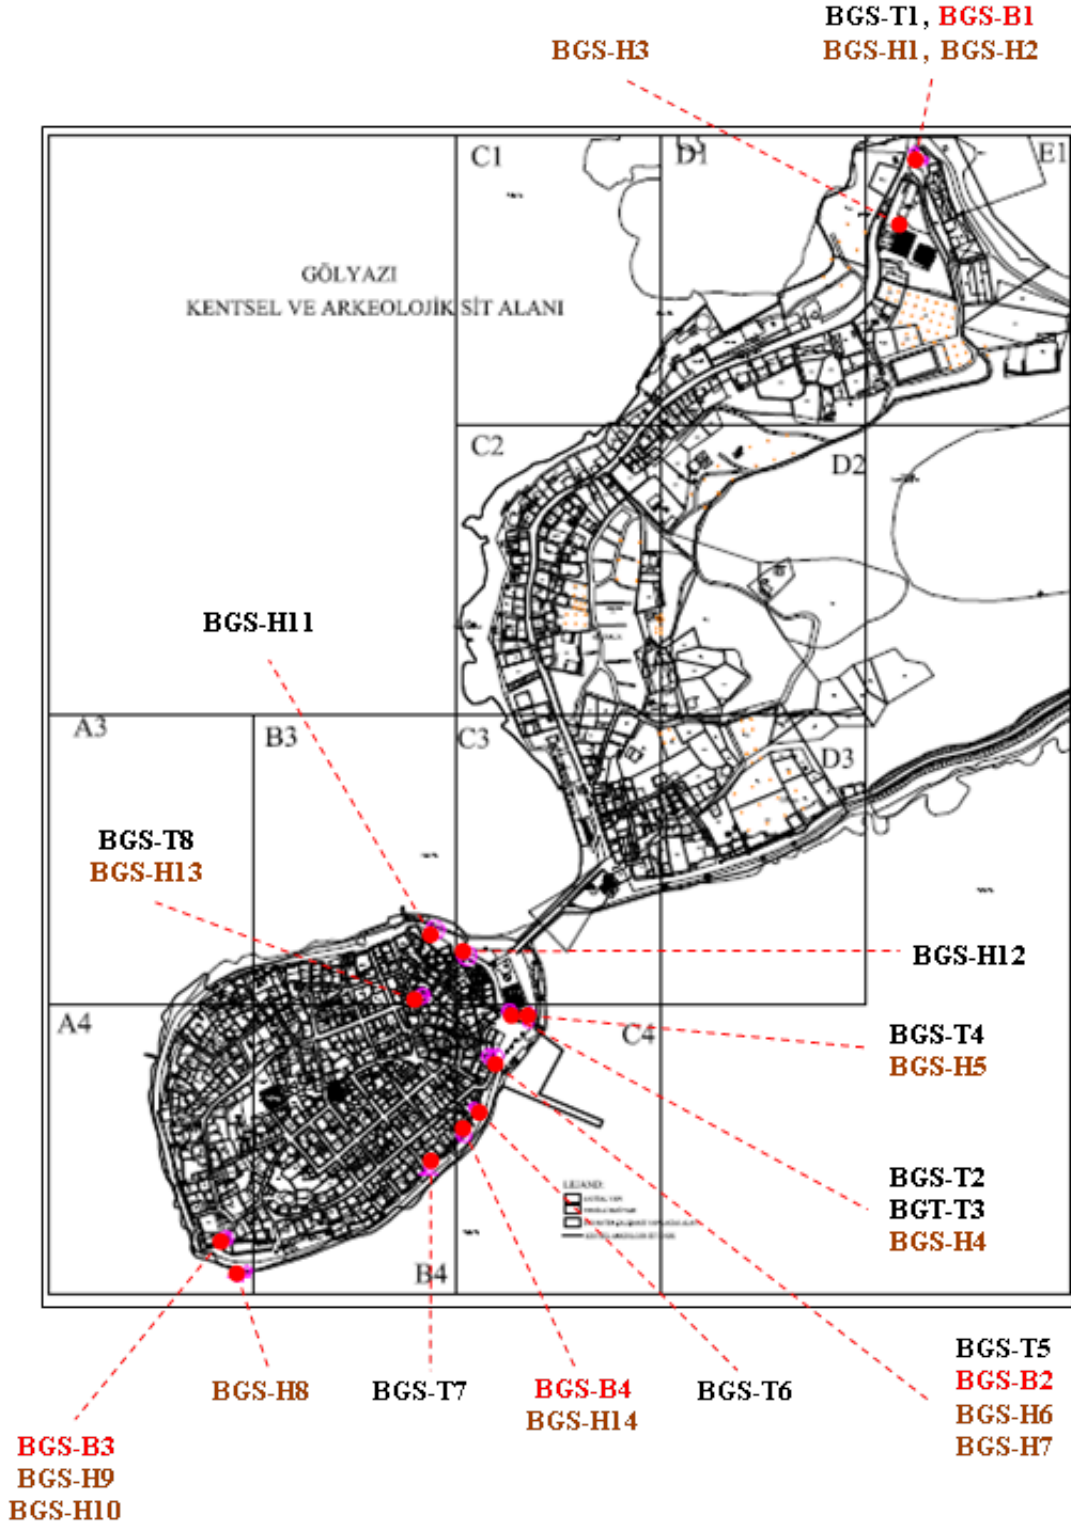 BGS-T1, BGS-B1
BGS-H3
BGS-H1, BGS-H2
C1
D1
E1
GÖLYAZI
KENTSEL VE ARKEOLOJİK SİT ALANI
C2
D2
BGS-H11
A3
B3
C3
D3
BGS-T8
BGS-H13
BGS-H12
A4
C4
BGS-T4
BGS-H5
BGS-T2
BGT-T3
BGS-H4
LEJAND:
B4
BGS-T5
BGS-H8
BGS-T7
BGS-B4
BGS-T6
BGS-B2
BGS-H14
BGS-H6
BGS-B3
BGS-H7
BGS-H9
BGS-H10